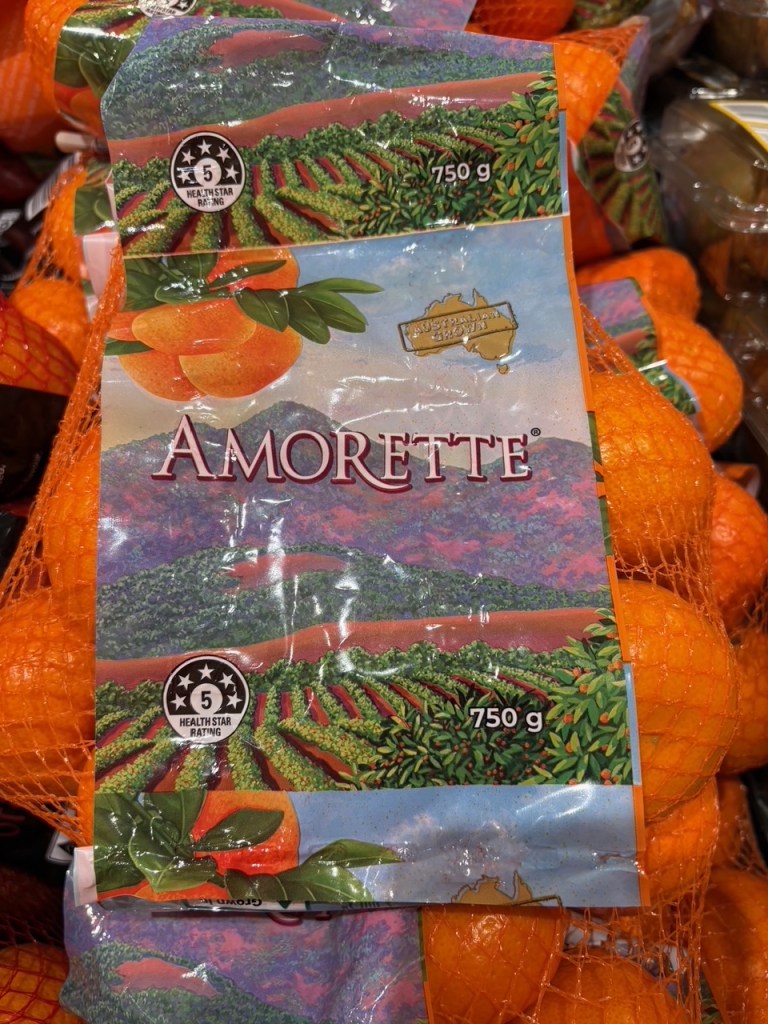 5
HEALTH STAR
RATING
750 g
AUSTRALIAN
GROWN
AMORETTE®
5
HEALTH STAR
RATING
750 g